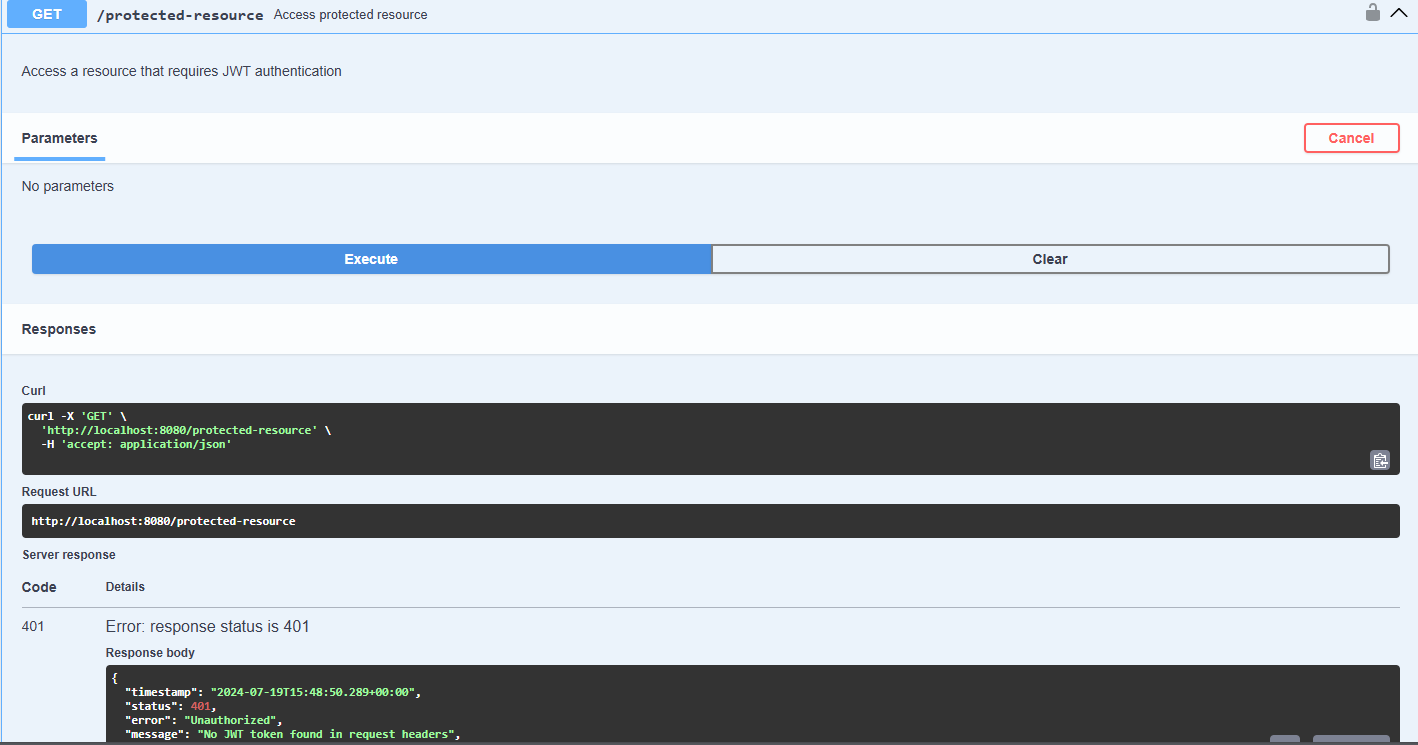 GET /protected-resource Access protected resource
Access a resource that requires JWT authentication
Parameters
Cancel
No parameters
Execute
Clear
Responses
Curl
curl -X 'GET' \
'http://localhost:8080/protected-resource' \
-H 'accept: application/json'
Request URL
http://localhost:8080/protected-resource
Server response
Code Details
401 Error: response status is 401
Response body
{
"timestamp": "2024-07-19T15:48:50.289+00:00",
"status": 401,
"error": "Unauthorized",
"message": "No JWT token found in request headers",